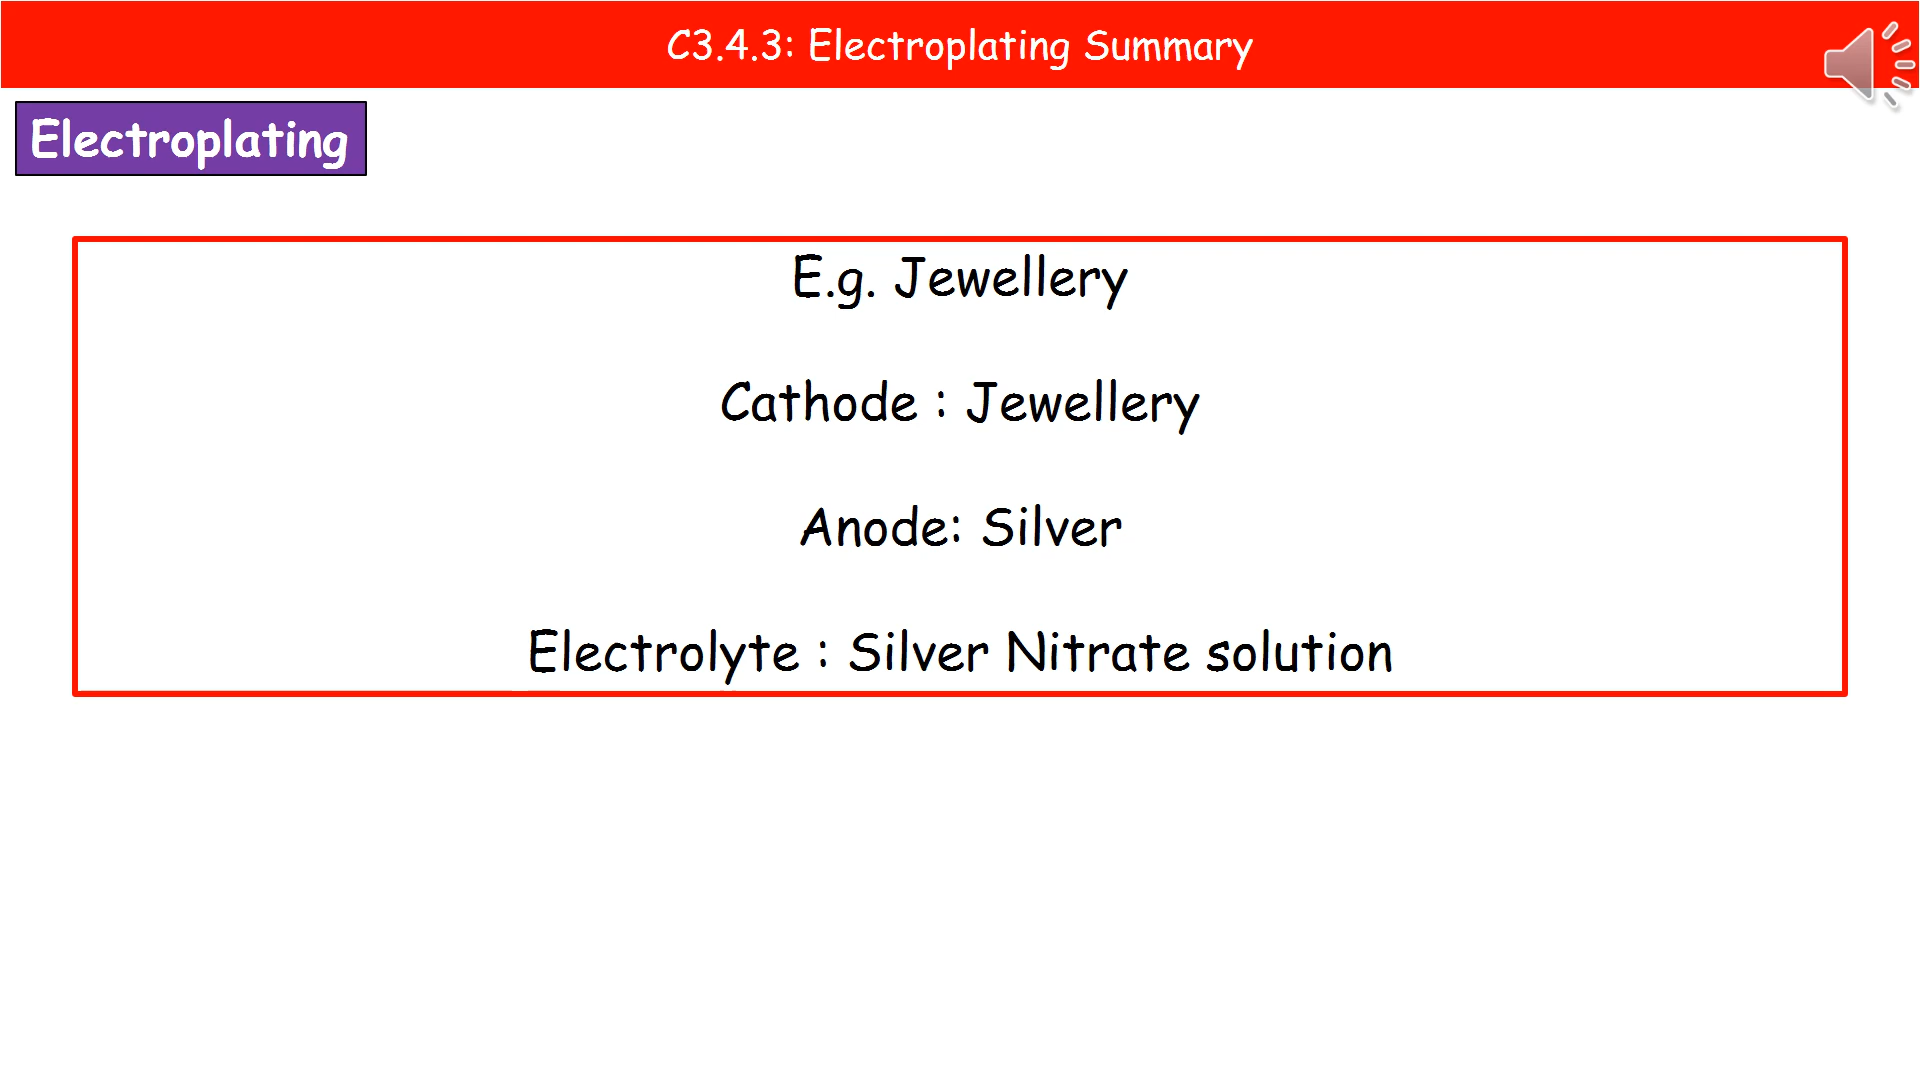 C3.4.3: Electroplating Summary
Electroplating
E.g. Jewellery
Cathode : Jewellery
Anode: Silver
Electrolyte : Silver Nitrate solution